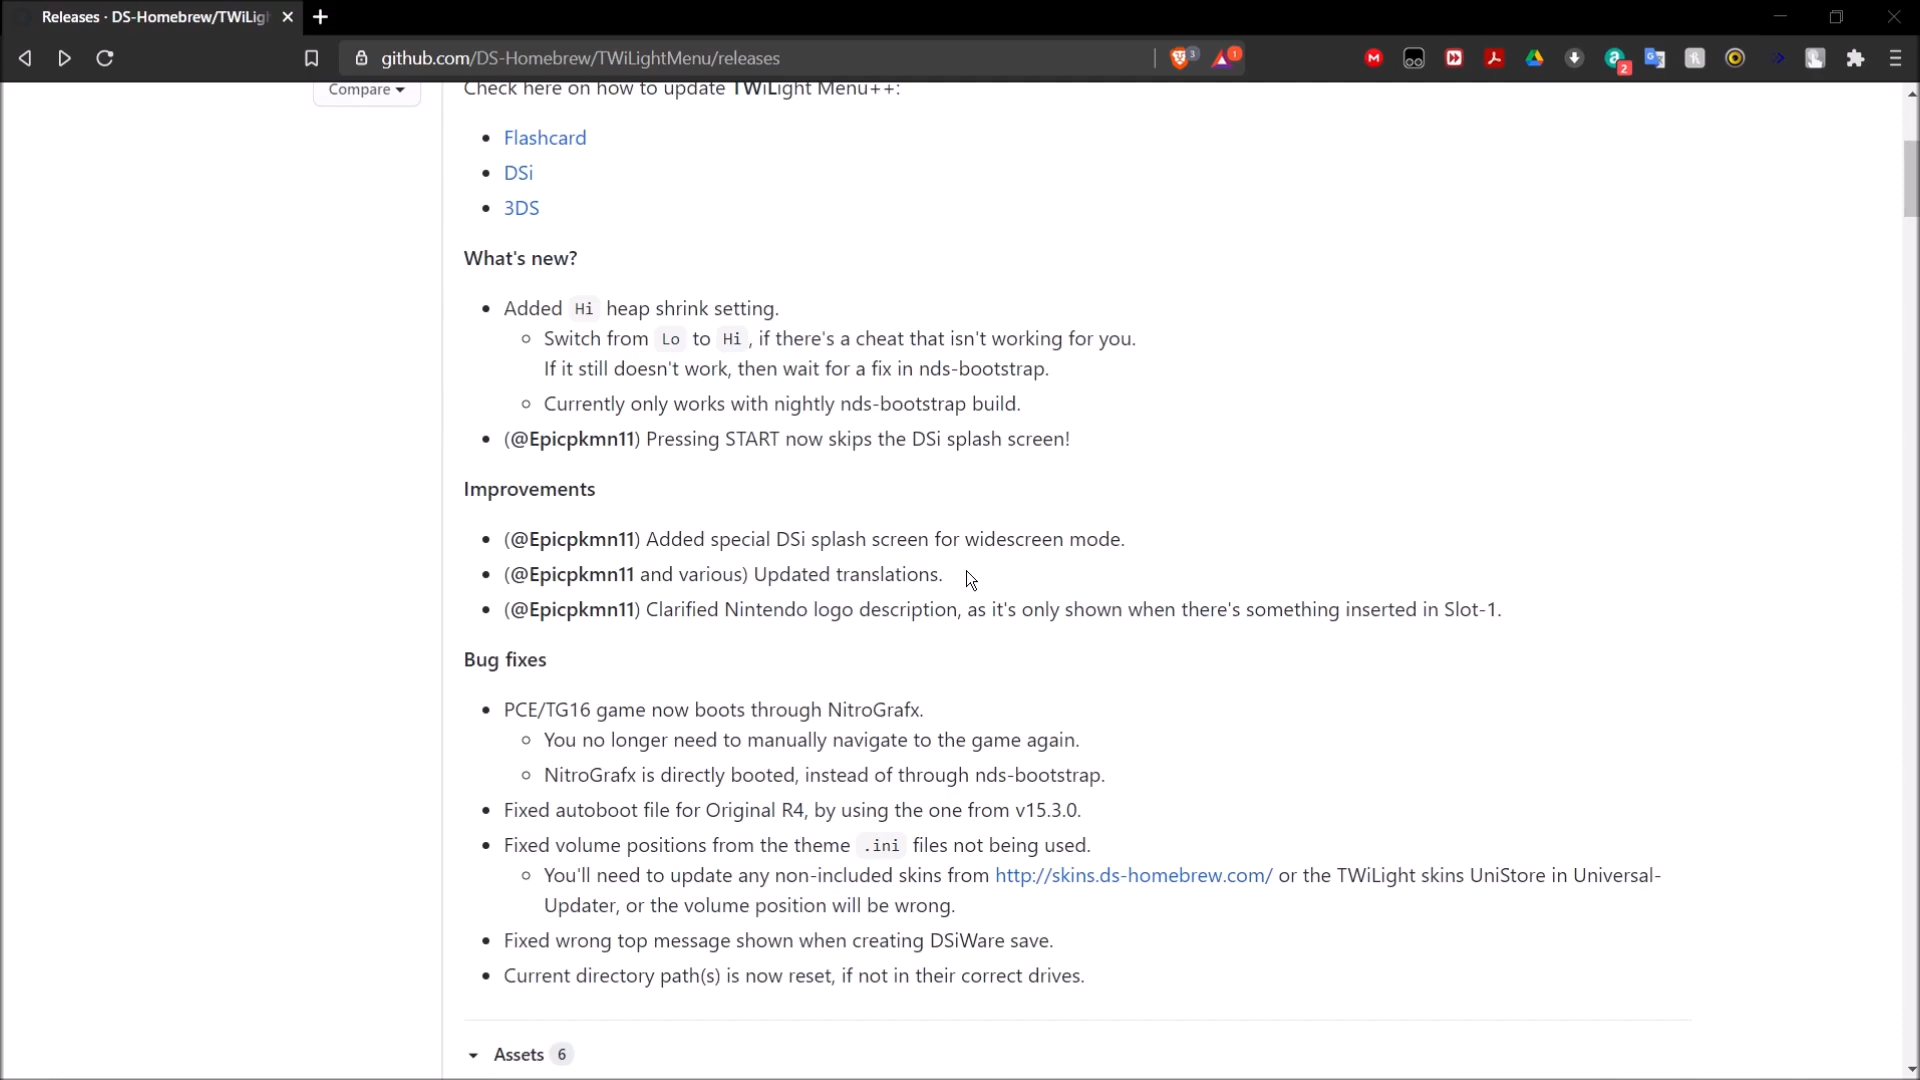 Releases · DS-Homebrew/TWiLig
github.com/DS-Homebrew/TWiLightMenu/releases
3
1
2
Compare
Check here on how to update TWiLight Menu++:
Flashcard
DSi
3DS
What's new?
Added Hi heap shrink setting.
Switch from Lo to Hi, if there's a cheat that isn't working for you.
If it still doesn't work, then wait for a fix in nds-bootstrap.
Currently only works with nightly nds-bootstrap build.
(@Epicpkmn11) Pressing START now skips the DSi splash screen!
Improvements
(@Epicpkmn11) Added special DSi splash screen for widescreen mode.
(@Epicpkmn11 and various) Updated translations.
(@Epicpkmn11) Clarified Nintendo logo description, as it's only shown when there's something inserted in Slot-1.
Bug fixes
PCE/TG16 game now boots through NitroGrafx.
You no longer need to manually navigate to the game again.
NitroGrafx is directly booted, instead of through nds-bootstrap.
Fixed autoboot file for Original R4, by using the one from v15.3.0.
Fixed volume positions from the theme .ini files not being used.
You'll need to update any non-included skins from http://skins.ds-homebrew.com/ or the TWiLight skins UniStore in Universal-
Updater, or the volume position will be wrong.
Fixed wrong top message shown when creating DSiWare save.
Current directory path(s) is now reset, if not in their correct drives.
Assets 6